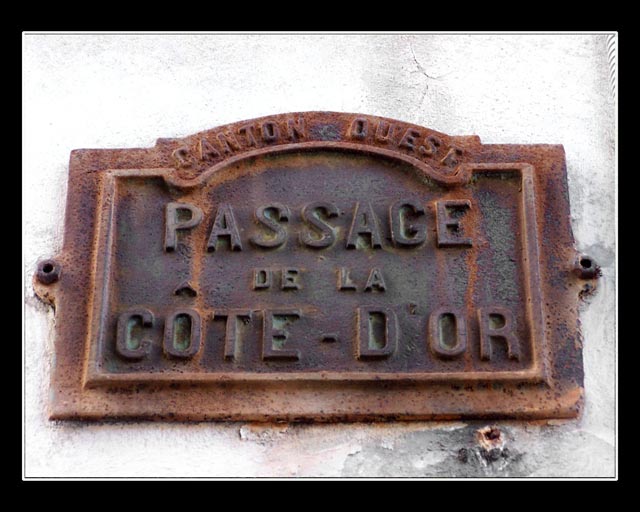 CANTON OUEST
PASSAGE
DE LA
CÔTE-D'OR